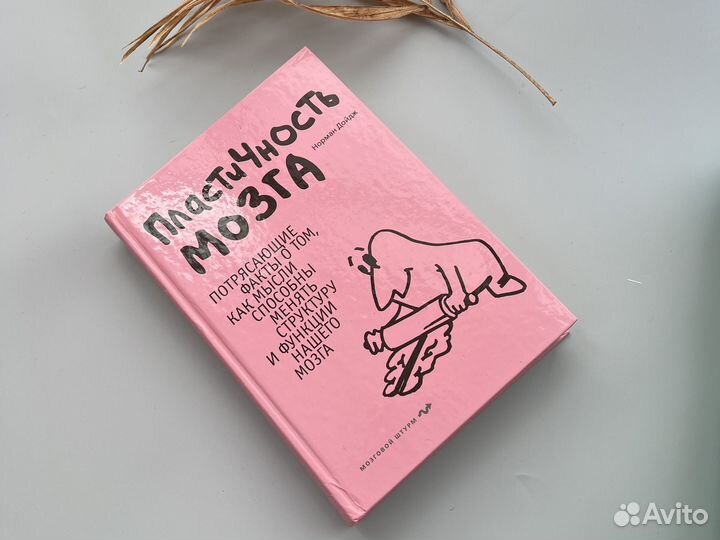 Пластичность
мозга
Норман Дойдж
ПОТРЯСАЮЩИЕ
ФАКТЫ О ТОМ,
КАК МЫСЛИ
СПОСОБНЫ
МЕНЯТЬ
СТРУКТУРУ
И ФУНКЦИИ
НАШЕГО
МОЗГА
МОЗГОВОЙ ШТУРМ
Avito